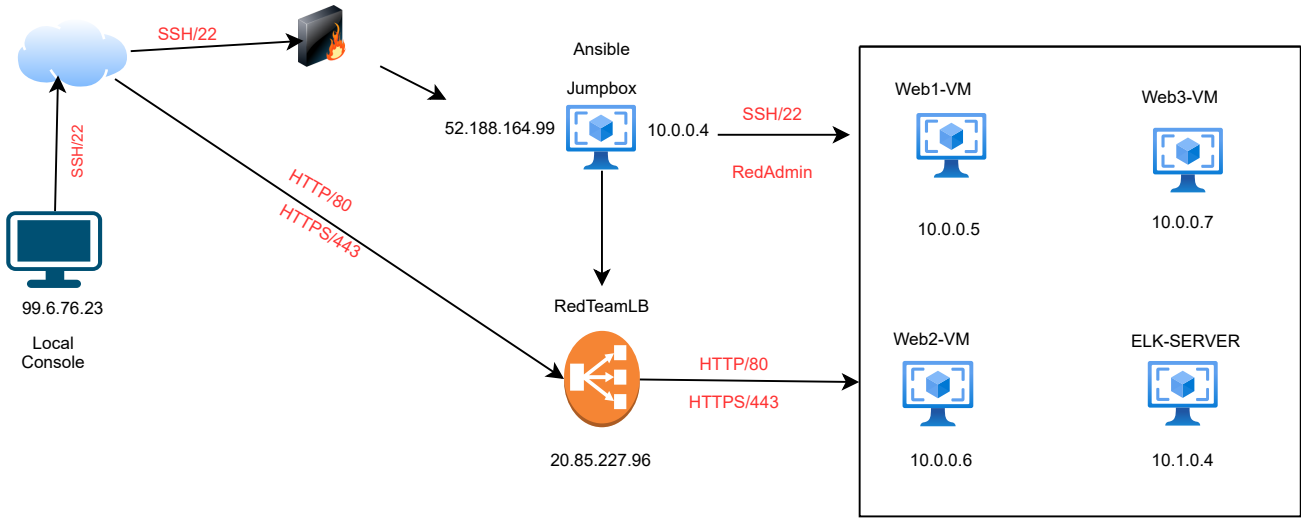 SSH/22
SSH/22
99.6.76.23
Local
Console
HTTP/80
HTTPS/443
Ansible
Jumpbox
52.188.164.99
10.0.0.4
SSH/22
RedAdmin
RedTeamLB
20.85.227.96
HTTP/80
HTTPS/443
Web1-VM
10.0.0.5
Web3-VM
10.0.0.7
Web2-VM
10.0.0.6
ELK-SERVER
10.1.0.4